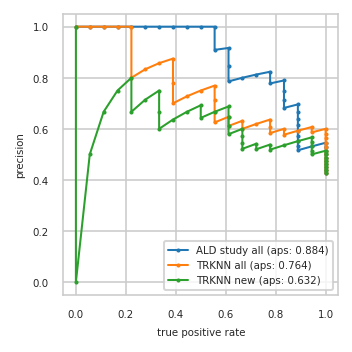 1.0
0.8
0.6
0.4
0.2
0.0
precision
ALD study all (aps: 0.884)
TRKNN all (aps: 0.764)
TRKNN new (aps: 0.632)
0.0 0.2 0.4 0.6 0.8 1.0
true positive rate